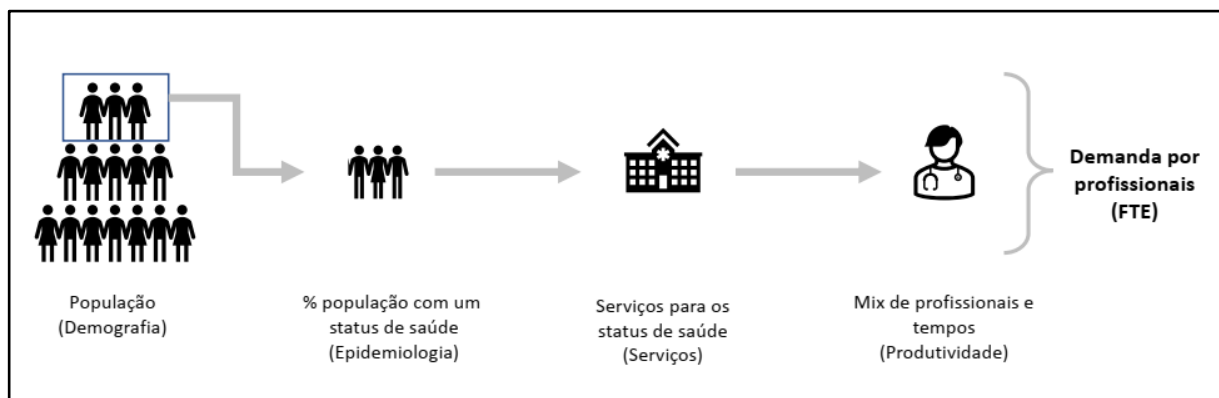 População
(Demografia)
% população com um
status de saúde
(Epidemiologia)
Serviços para os
status de saúde
(Serviços)
Mix de profissionais e
tempos
(Produtividade)
Demanda por
profissionais
(FTE)